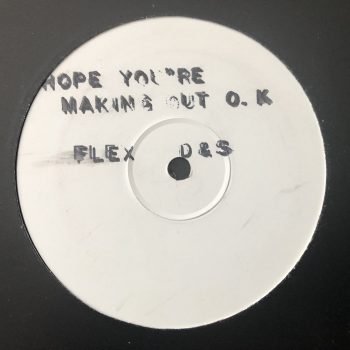 HOPE YOU"RE
MAKING OUT O.K
FLEX D&S